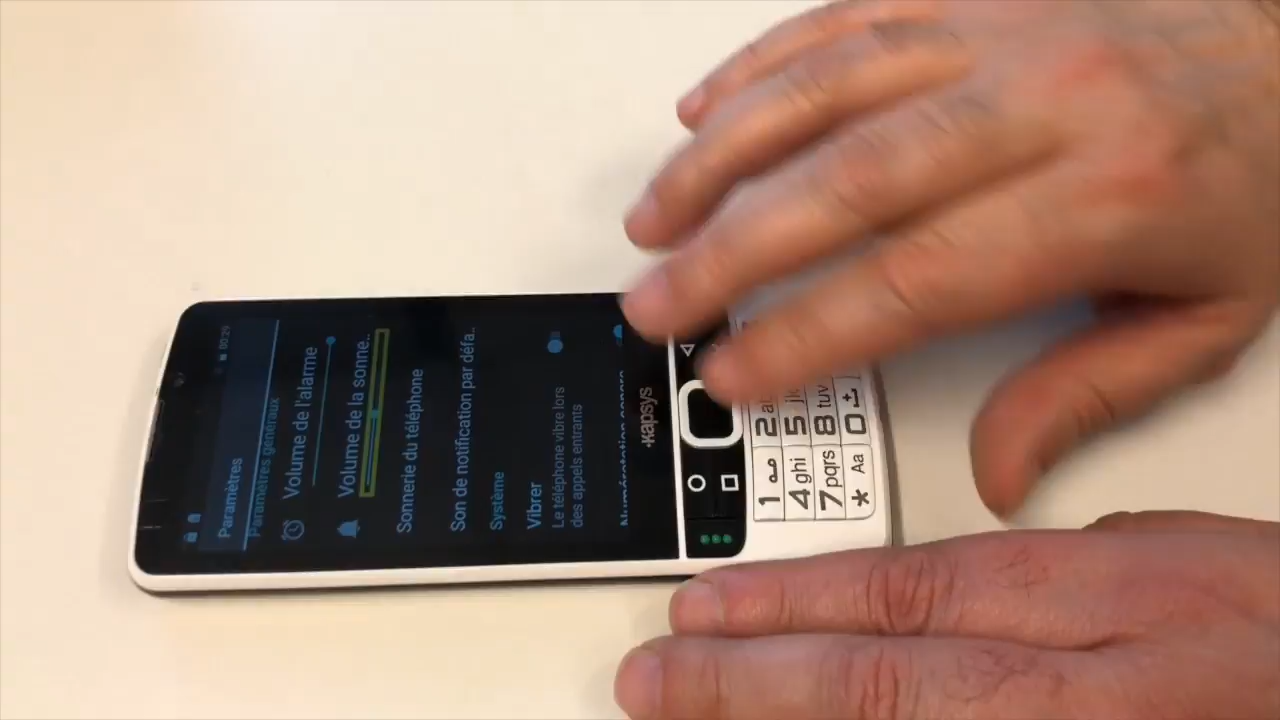 00:29
Paramètres
Paramètres généraux
Volume de l'alarme
Volume de la sonne..
Sonnerie du téléphone
Son de notification par défa..
Système
Vibrer
Le téléphone vibre lors
des appels entrants
kapsys
1
2
4 ghi
5
7 pqrs
8 tuv
* Aa
0